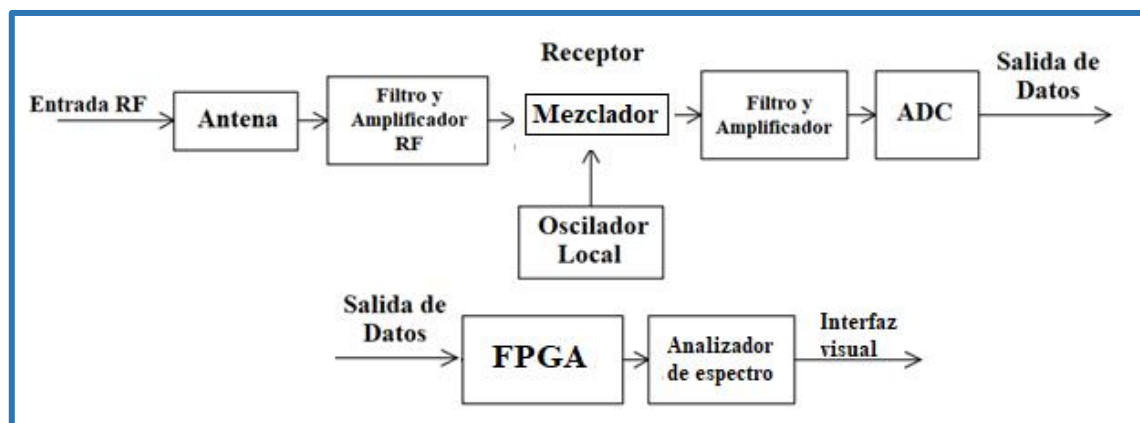 Receptor
Entrada RF
Antena
Filtro y
Amplificador
RF
Mezclador
Filtro y
Amplificador
ADC
Salida de
Datos
Oscilador
Local
Salida de
Datos
FPGA
Analizador
de espectro
Interfaz
visual